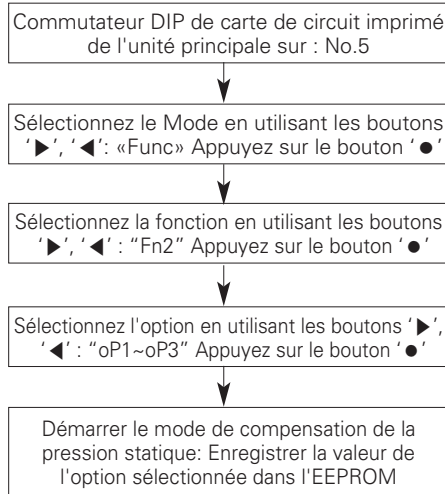 Commutateur DIP de carte de circuit imprimé
de l'unité principale sur : No.5
Sélectionnez le Mode en utilisant les boutons
‘▶’, ‘◀’: «Func» Appuyez sur le bouton ‘●’
Sélectionnez la fonction en utilisant les boutons
‘▶’, ‘◀’ : “Fn2” Appuyez sur le bouton ‘●’
Sélectionnez l'option en utilisant les boutons ‘▶’,
‘◀’ : “oP1~oP3” Appuyez sur le bouton ‘●’
Démarrer le mode de compensation de la
pression statique: Enregistrer la valeur de
l'option sélectionnée dans l'EEPROM